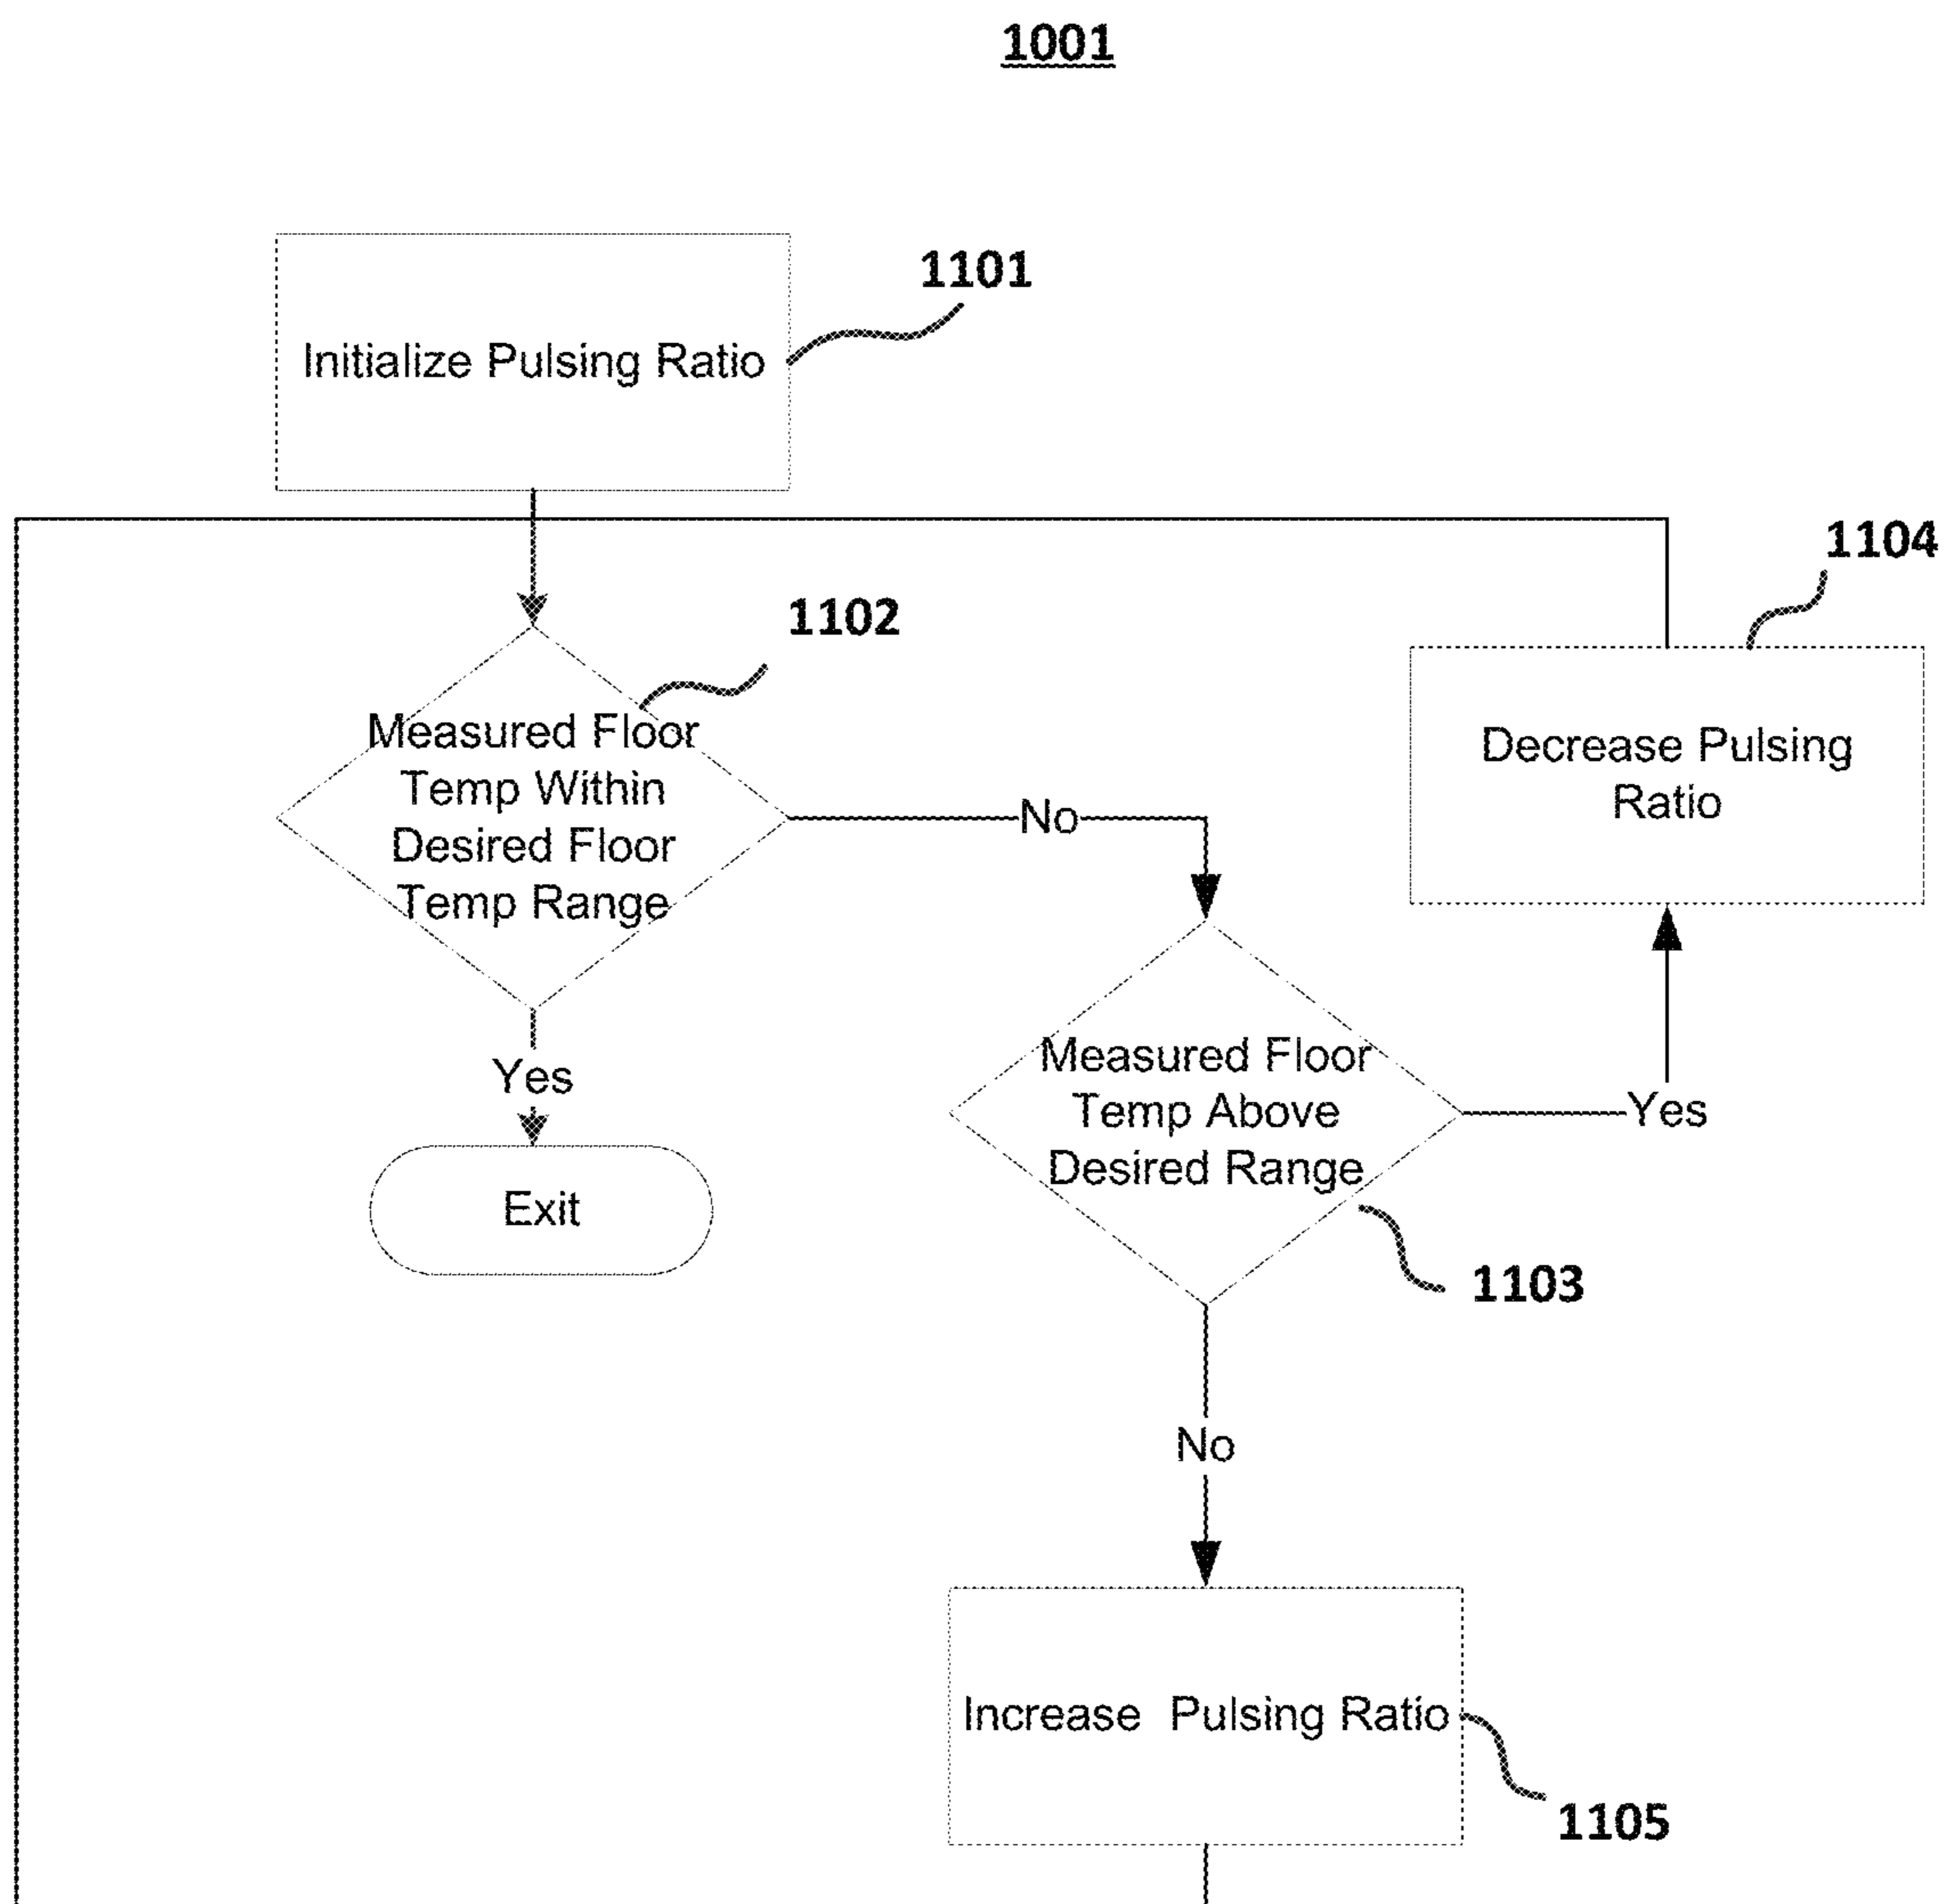 1001
Initialize Pulsing Ratio
1101
1104
1102
Measured Floor
Temp Within
Desired Floor
Temp Range
No
Decrease Pulsing
Ratio
Yes
Exit
Measured Floor
Temp Above
Desired Range
Yes
1103
No
Increase Pulsing Ratio
1105